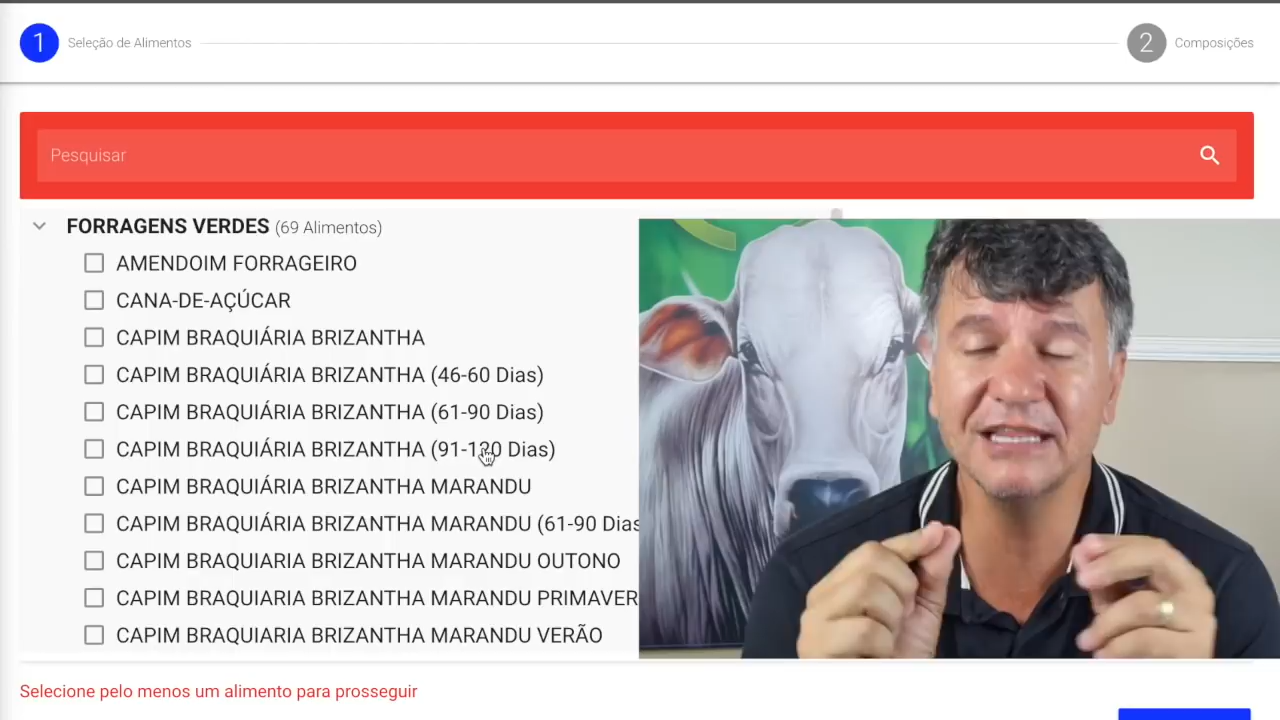 1 Seleção de Alimentos
2 Composições
Pesquisar
FORRAGENS VERDES (69 Alimentos)
AMENDOIM FORRAGEIRO
CANA-DE-AÇÚCAR
CAPIM BRAQUIÁRIA BRIZANTHA
CAPIM BRAQUIÁRIA BRIZANTHA (46-60 Dias)
CAPIM BRAQUIÁRIA BRIZANTHA (61-90 Dias)
CAPIM BRAQUIÁRIA BRIZANTHA (91-120 Dias)
CAPIM BRAQUIÁRIA BRIZANTHA MARANDU
CAPIM BRAQUIÁRIA BRIZANTHA MARANDU (61-90 Dias
CAPIM BRAQUIARIA BRIZANTHA MARANDU OUTONO
CAPIM BRAQUIARIA BRIZANTHA MARANDU PRIMAVER
CAPIM BRAQUIARIA BRIZANTHA MARANDU VERÃO
Selecione pelo menos um alimento para prosseguir